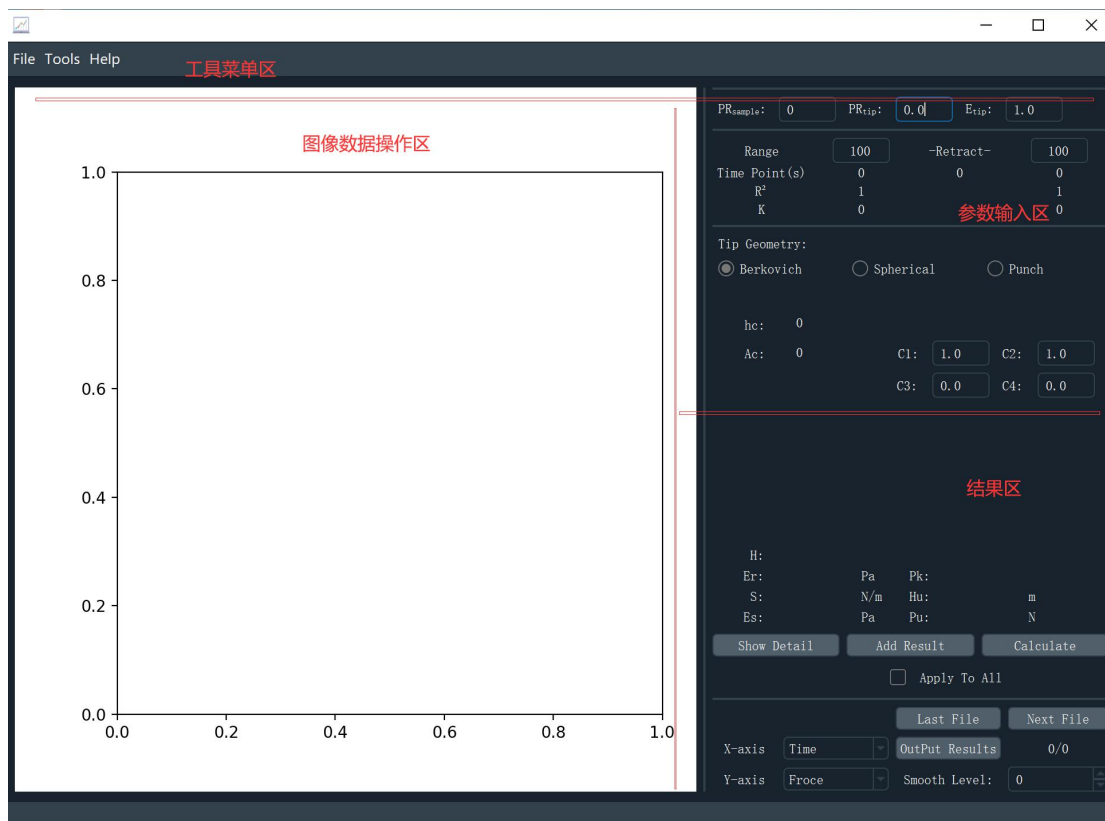 File Tools Help
工具菜单区
图像数据操作区
1.0
0.8
0.6
0.4
0.2
0.0
0.0 0.2 0.4 0.6 0.8 1.0
PRsample: 0 PRtip: 0.0 Etip: 1.0
Range 100 -Retract- 100
Time Point(s) 0 0 0
R² 1 1
K 0 0
参数输入区
Tip Geometry:
Berkovich Spherical Punch
hc: 0
Ac: 0 C1: 1.0 C2: 1.0
C3: 0.0 C4: 0.0
结果区
H:
Er: Pa Pk:
S: N/m Hu: m
Es: Pa Pu: N
Show Detail Add Result Calculate
Apply To All
Last File Next File
X-axis Time OutPut Results 0/0
Y-axis Froce Smooth Level: 0